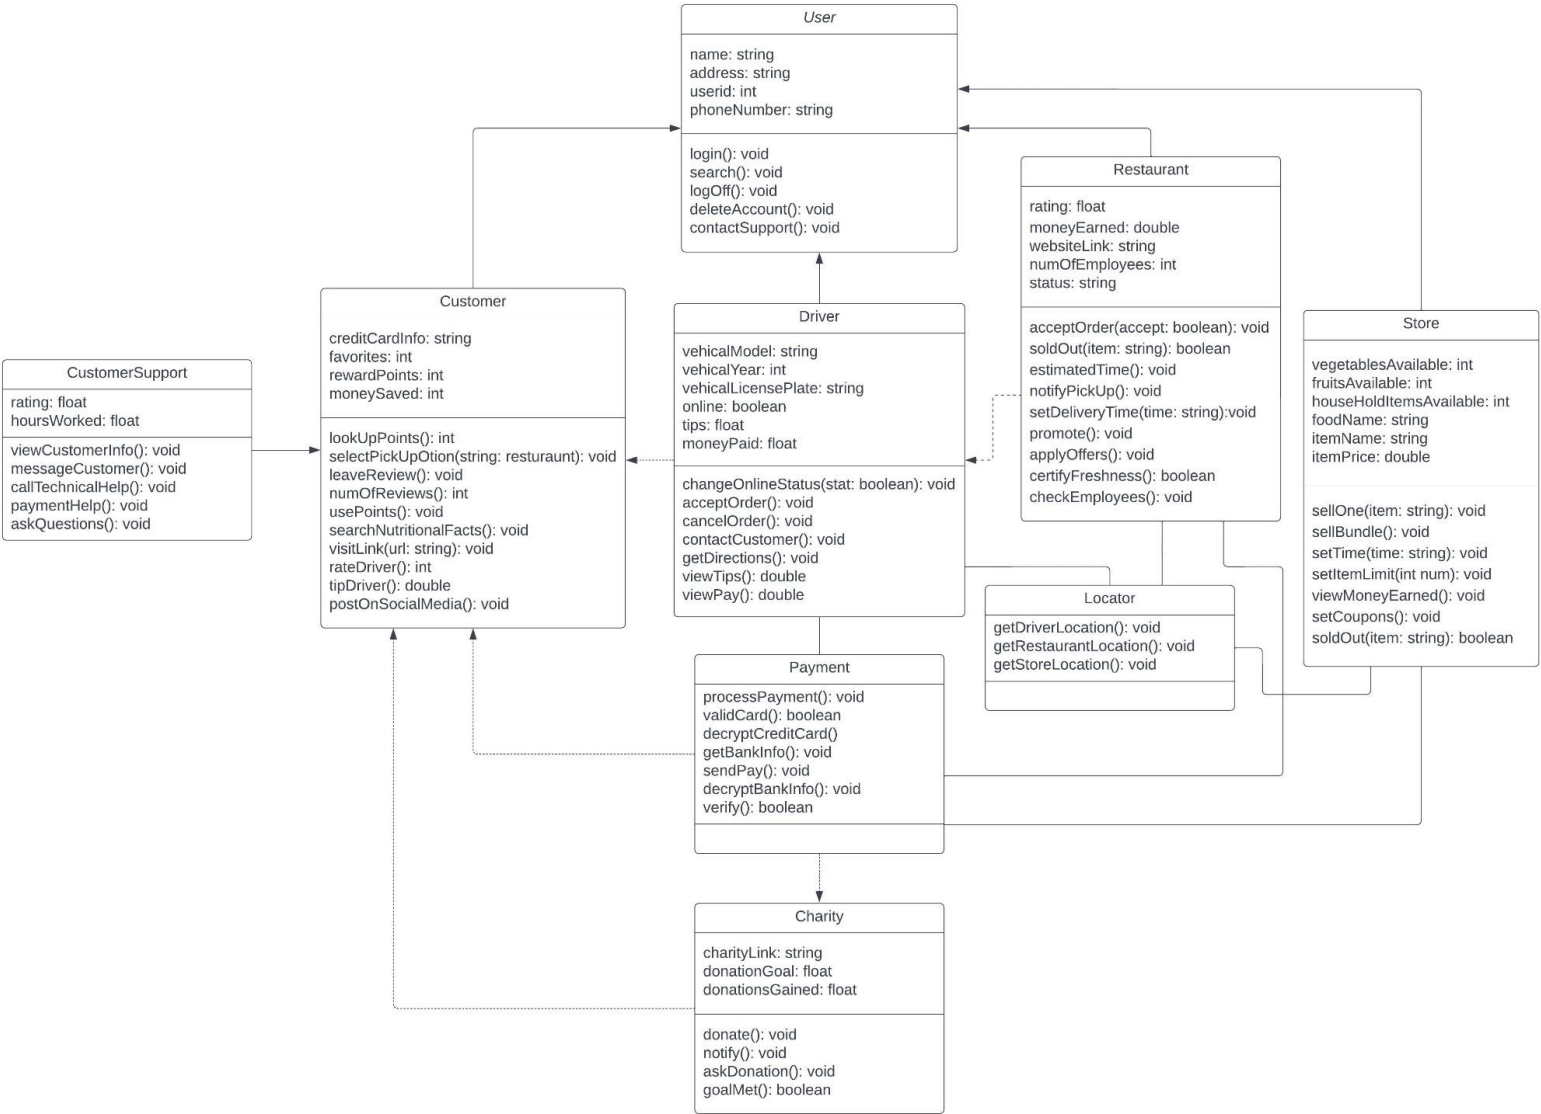 User
name: string
address: string
userid: int
phoneNumber: string
login(): void
search(): void
logOff(): void
deleteAccount(): void
contactSupport(): void
Restaurant
rating: float
moneyEarned: double
websiteLink: string
numOfEmployees: int
status: string
acceptOrder(accept: boolean): void
soldOut(item: string): boolean
estimatedTime(): void
notifyPickUp(): void
setDeliveryTime(time: string):void
promote(): void
applyOffers(): void
certifyFreshness(): boolean
checkEmployees(): void
Customer
creditCardInfo: string
favorites: int
rewardPoints: int
moneySaved: int
lookUpPoints(): int
selectPickUpOtion(string: resturaunt): void
leaveReview(): void
numOfReviews(): int
usePoints(): void
searchNutritionalFacts(): void
visitLink(url: string): void
rateDriver(): int
tipDriver(): double
postOnSocialMedia(): void
Driver
vehicalModel: string
vehicalYear: int
vehicalLicensePlate: string
online: boolean
tips: float
moneyPaid: float
changeOnlineStatus(stat: boolean): void
acceptOrder(): void
cancelOrder(): void
contactCustomer(): void
getDirections(): void
viewTips(): double
viewPay(): double
Store
vegetablesAvailable: int
fruitsAvailable: int
houseHoldItemsAvailable: int
foodName: string
itemName: string
itemPrice: double
sellOne(item: string): void
sellBundle(): void
setTime(time: string): void
setItemLimit(int num): void
viewMoneyEarned(): void
setCoupons(): void
soldOut(item: string): boolean
CustomerSupport
rating: float
hoursWorked: float
viewCustomerInfo(): void
messageCustomer(): void
callTechnicalHelp(): void
paymentHelp(): void
askQuestions(): void
Locator
getDriverLocation(): void
getRestaurantLocation(): void
getStoreLocation(): void
Payment
processPayment(): void
validCard(): boolean
decryptCreditCard()
getBankInfo(): void
sendPay(): void
decryptBankInfo(): void
verify(): boolean
Charity
charityLink: string
donationGoal: float
donationsGained: float
donate(): void
notify(): void
askDonation(): void
goalMet(): boolean